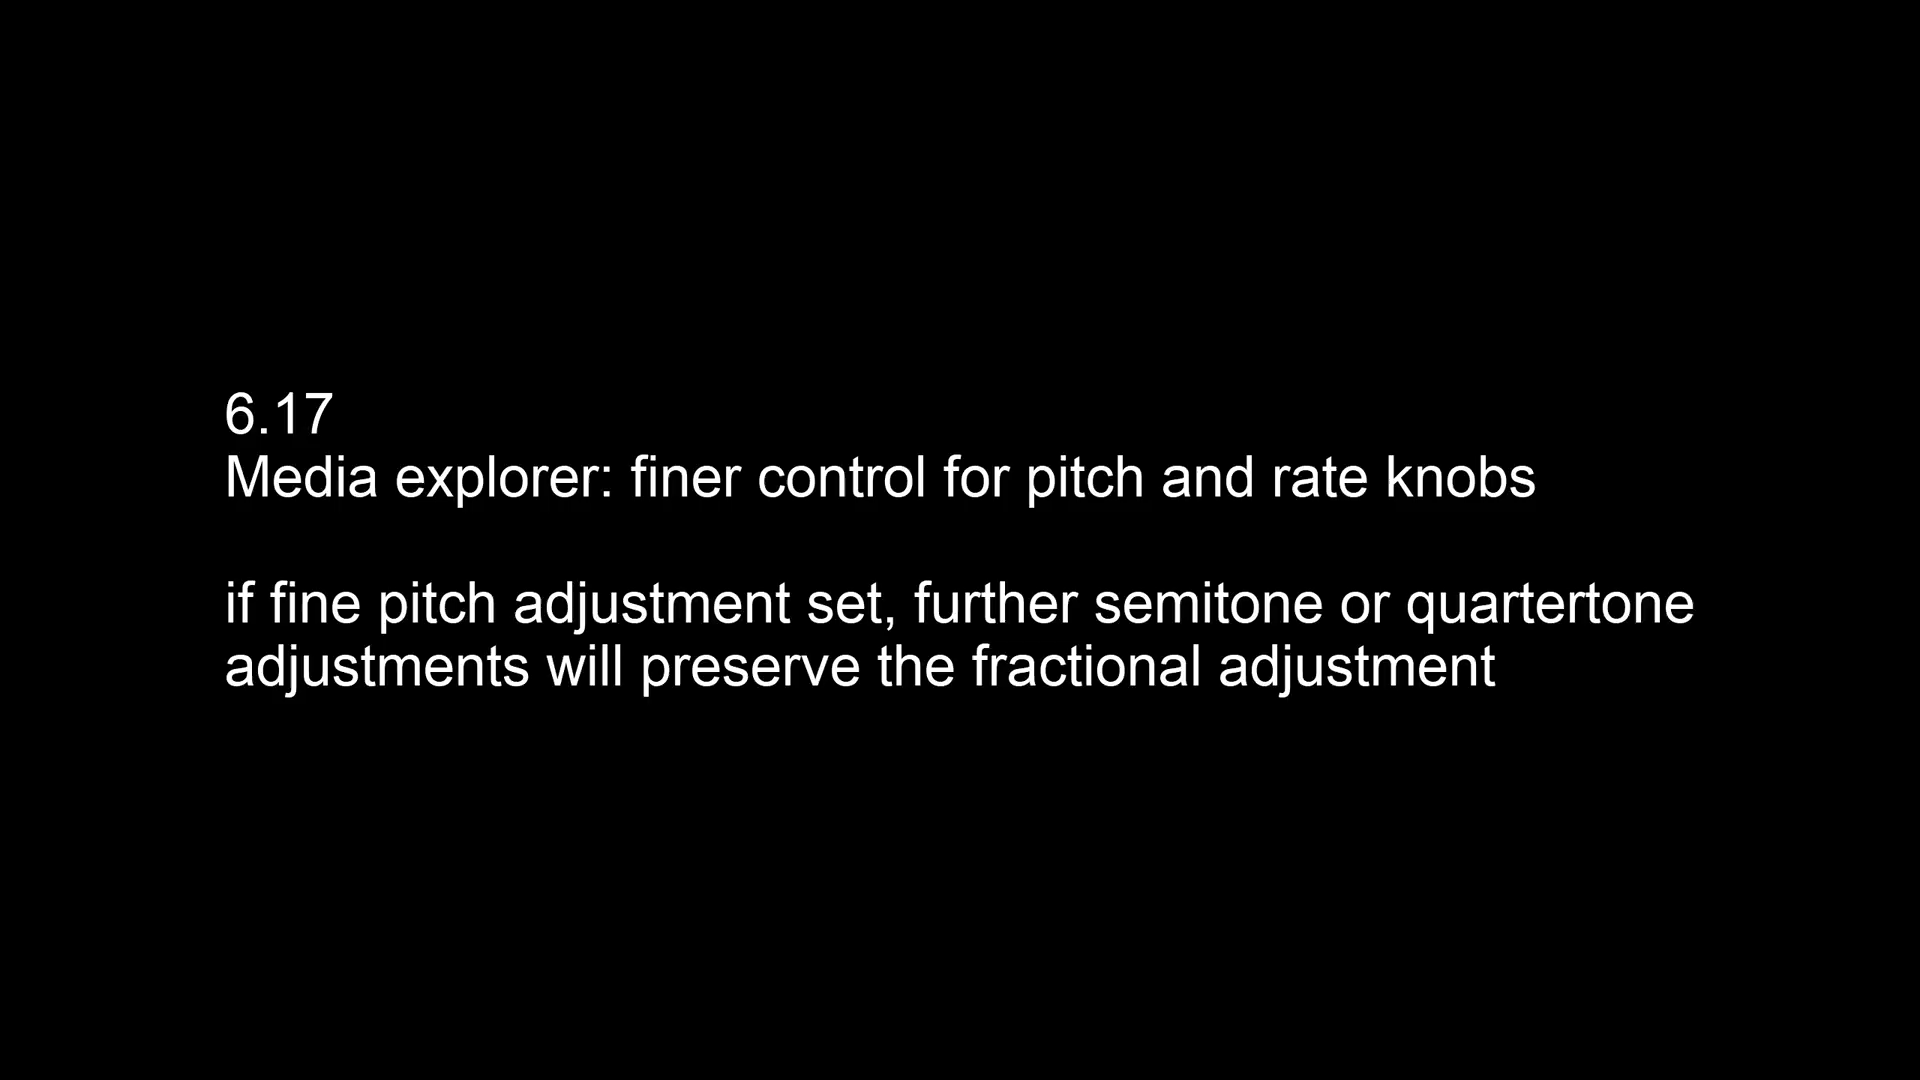 6.17
Media explorer: finer control for pitch and rate knobs
if fine pitch adjustment set, further semitone or quartertone
adjustments will preserve the fractional adjustment